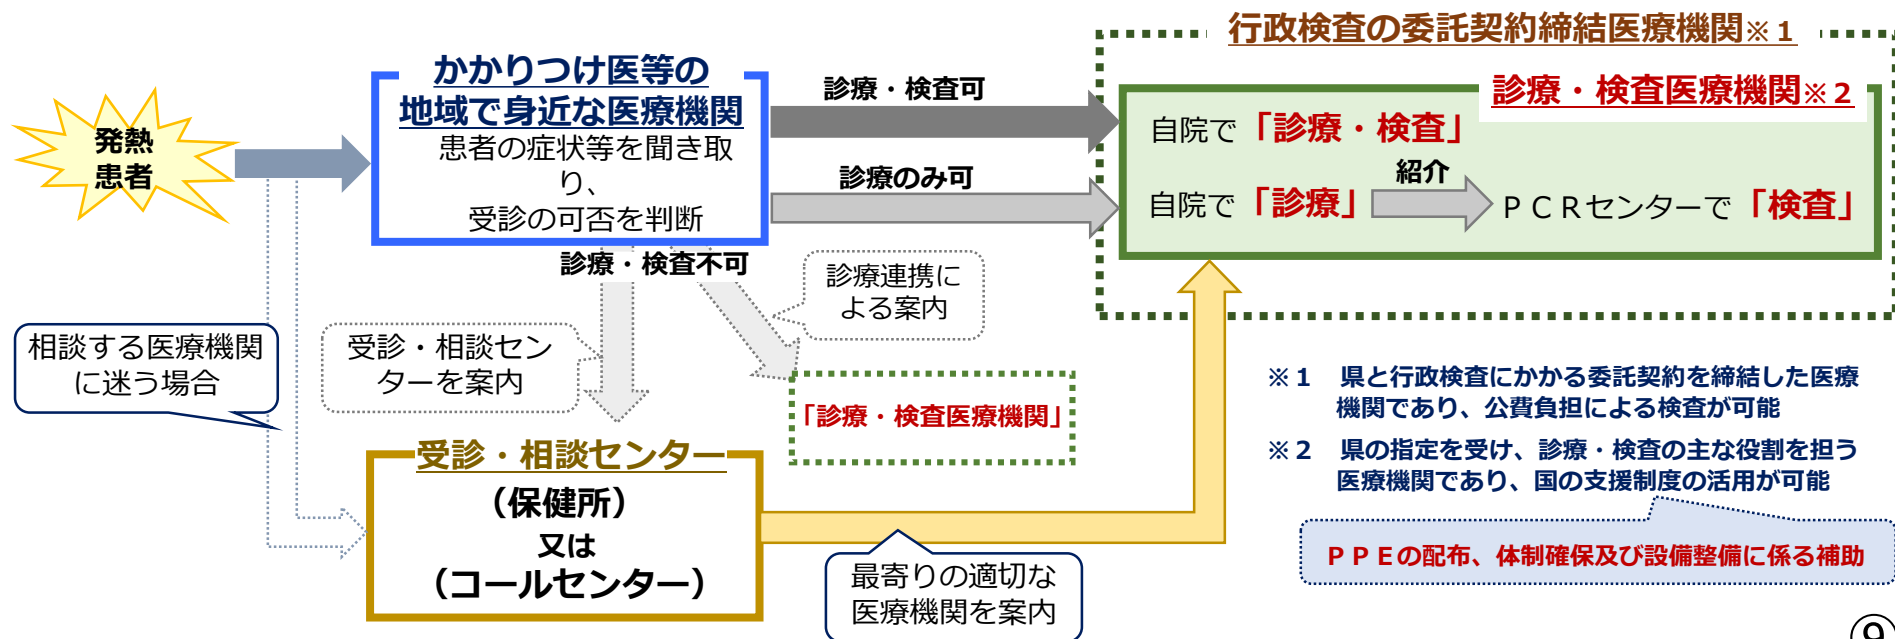 行政検査の委託契約締結医療機関※１
かかりつけ医等の
地域で身近な医療機関
患者の症状等を聞き取
り、
受診の可否を判断
発熱
患者
診療・検査可
診療のみ可
診療・検査医療機関※２
自院で「診療・検査」
自院で「診療」
紹介
ＰＣＲセンターで「検査」
診療・検査不可
診療連携に
よる案内
相談する医療機関
に迷う場合
受診・相談セン
ターを案内
「診療・検査医療機関」
※１　県と行政検査にかかる委託契約を締結した医療
機関であり、公費負担による検査が可能
※２　県の指定を受け、診療・検査の主な役割を担う
医療機関であり、国の支援制度の活用が可能
ＰＰＥの配布、体制確保及び設備整備に係る補助
受診・相談センター
（保健所）
又は
（コールセンター）
最寄りの適切な
医療機関を案内